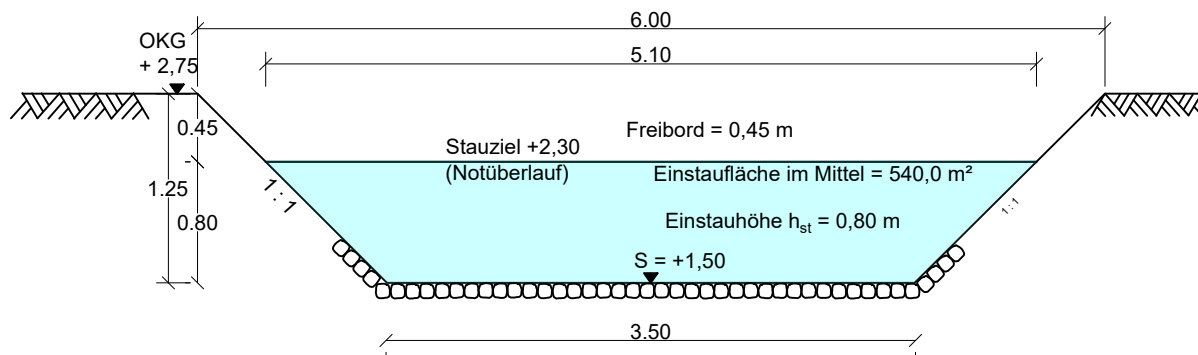 6.00
OKG
+ 2,75
5.10
0.45
Freibord = 0,45 m
Stauziel +2,30
(Notüberlauf)
Einstaufläche im Mittel = 540,0 m²
1.25
1 : 1
0.80
Einstauhöhe hst = 0,80 m
1:1
S = +1,50
3.50